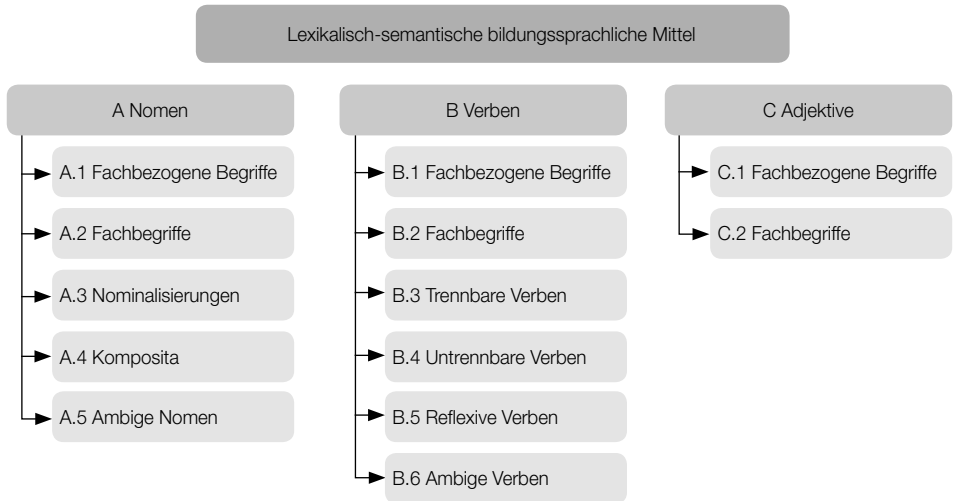 Lexikalisch-semantische bildungssprachliche Mittel
A Nomen
A.1 Fachbezogene Begriffe
A.2 Fachbegriffe
A.3 Nominalisierungen
A.4 Komposita
A.5 Ambige Nomen
B Verben
B.1 Fachbezogene Begriffe
B.2 Fachbegriffe
B.3 Trennbare Verben
B.4 Untrennbare Verben
B.5 Reflexive Verben
B.6 Ambige Verben
C Adjektive
C.1 Fachbezogene Begriffe
C.2 Fachbegriffe